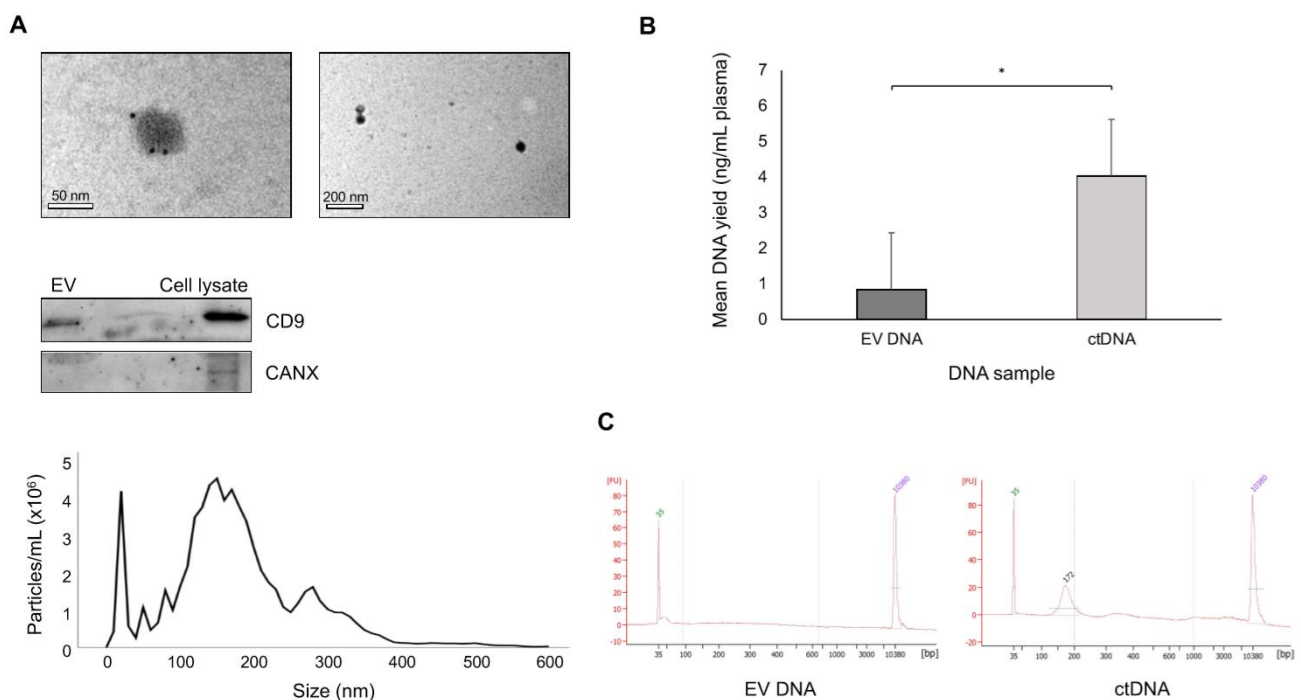 A
50 nm
200 nm
EV Cell lysate
CD9
CANX
Particles/mL (x10⁶)
5
4
3
2
1
0
0 100 200 300 400 500 600
Size (nm)
B
Mean DNA yield (ng/mL plasma)
7
6
5
4
3
2
1
0
*
EV DNA ctDNA
DNA sample
C
[FU]
80
70
60
50
40
30
20
10
0
-10
35
10380
35 100 200 400 1000 3000 10380 [bp]
EV DNA
[FU]
80
60
40
20
0
-20
35
172
10380
35 100 200 400 1000 3000 10380 [bp]
ctDNA